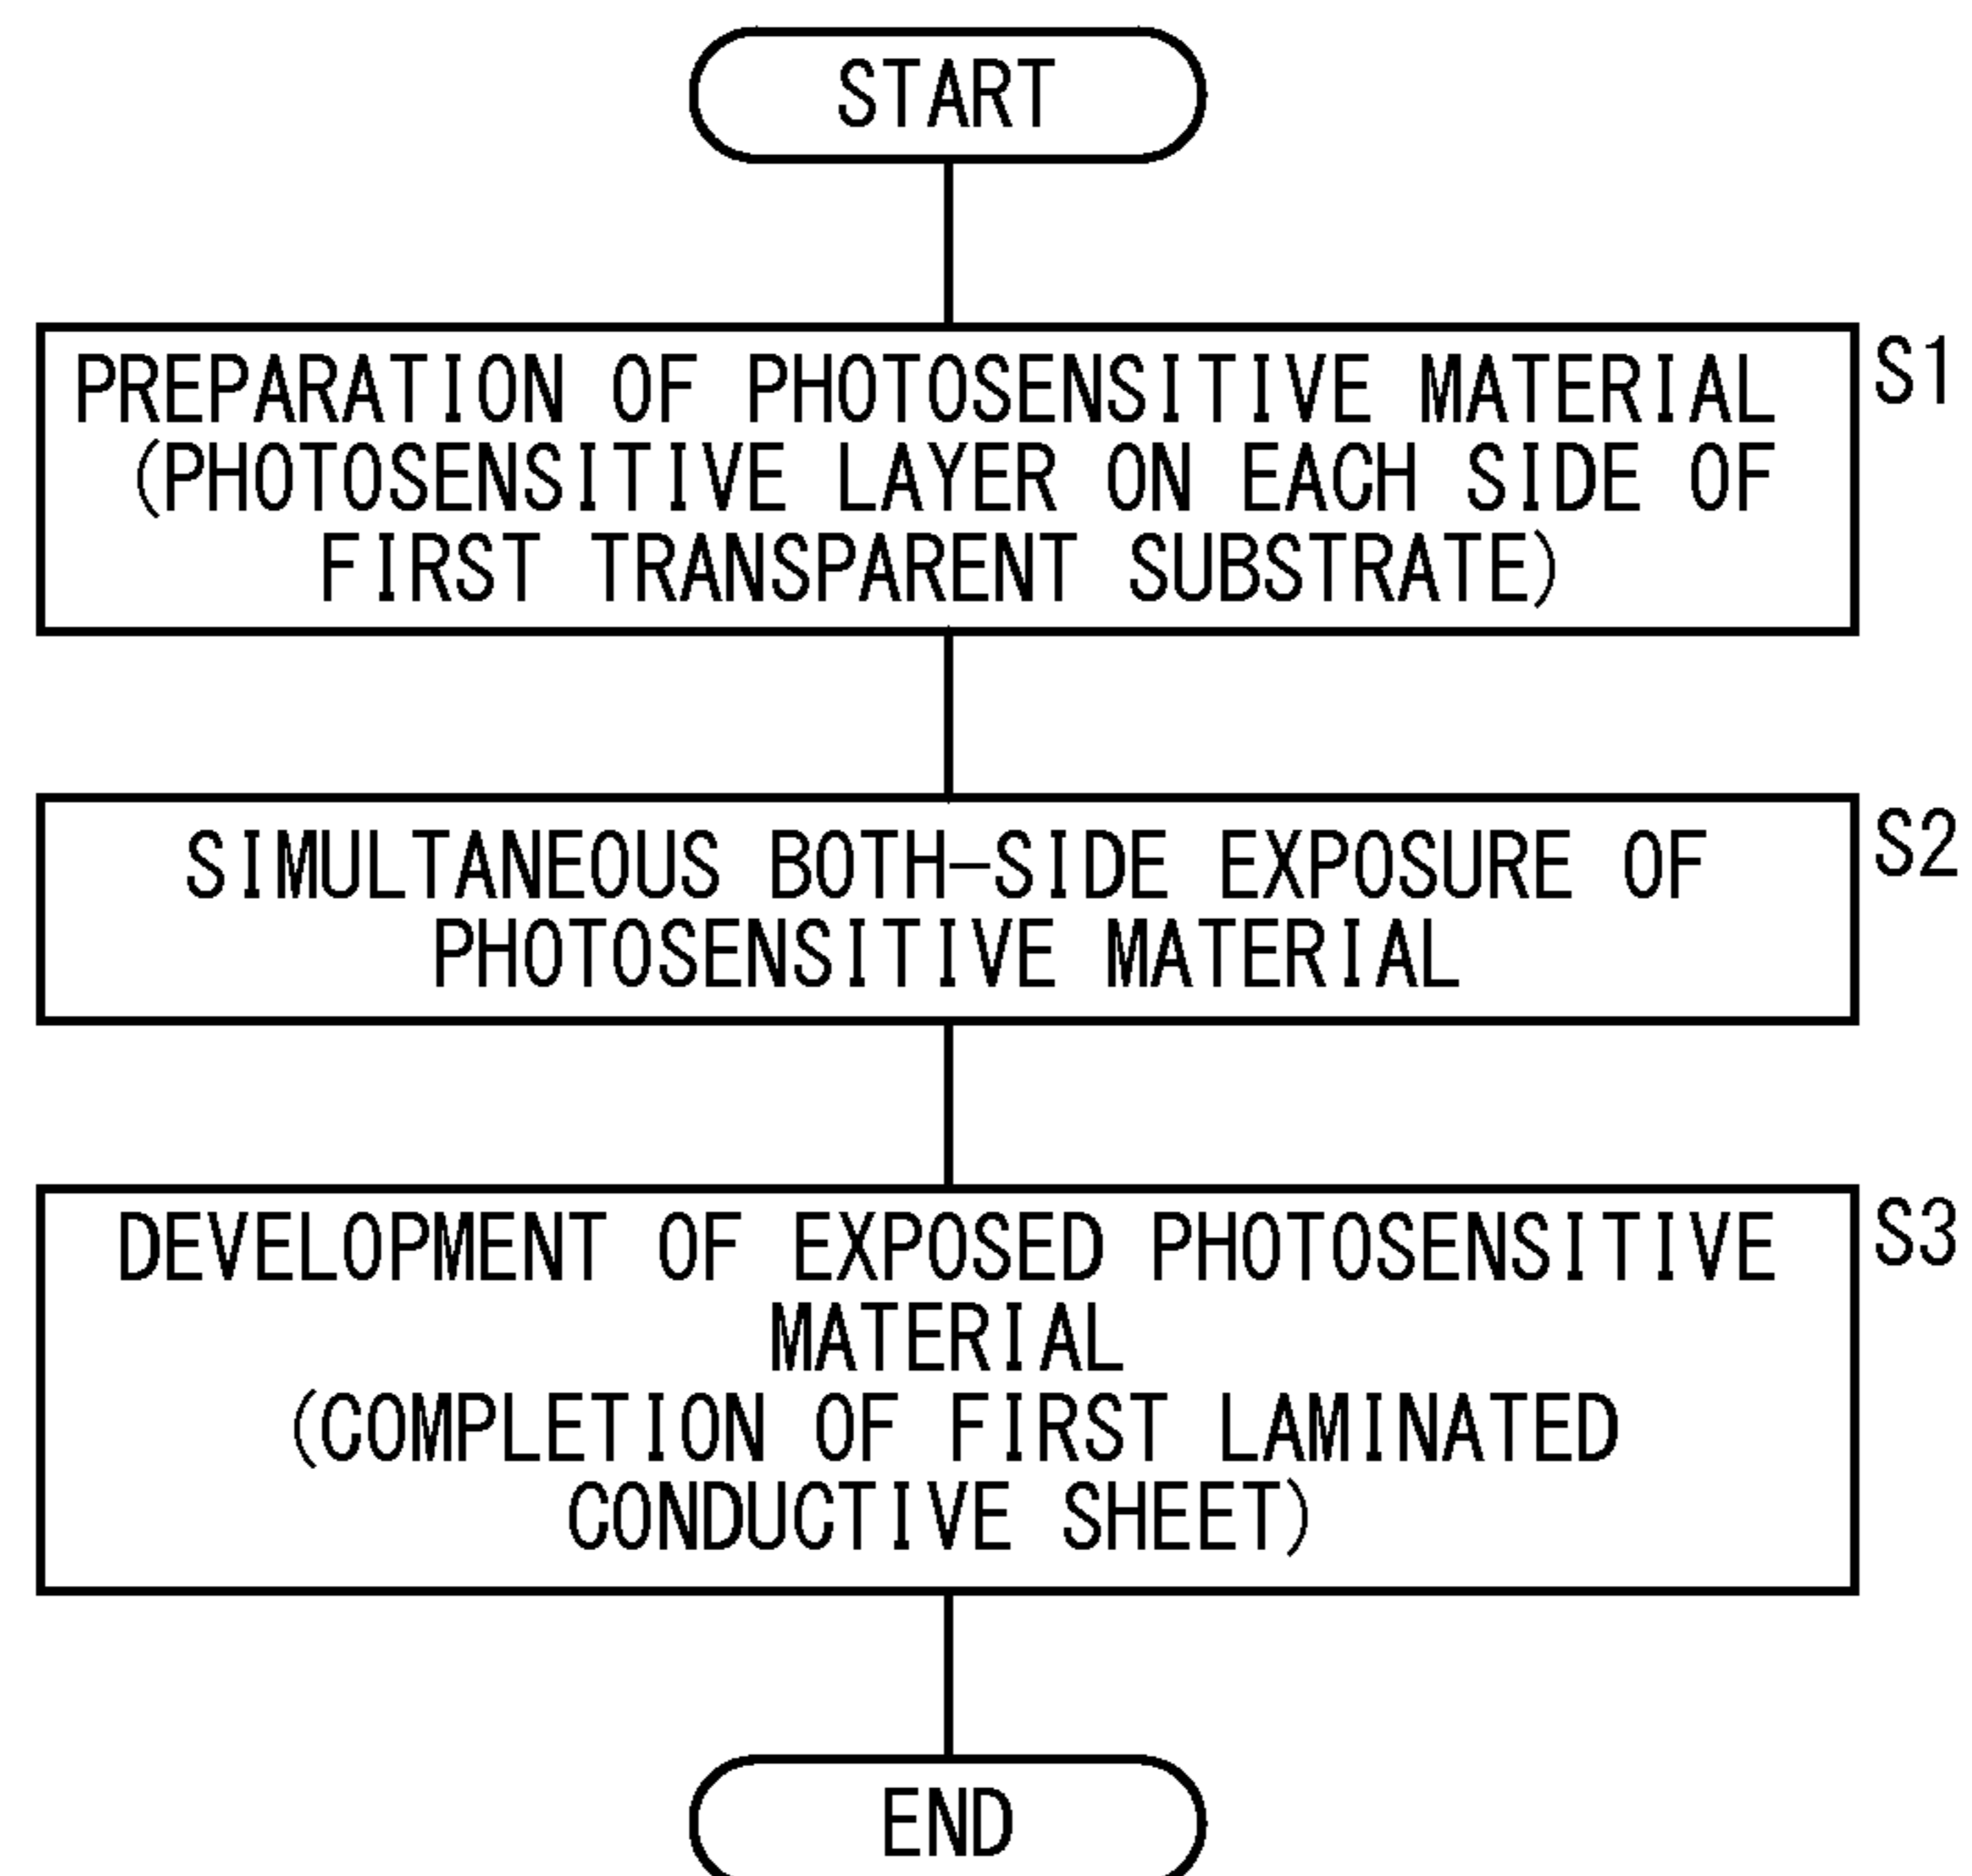 START
PREPARATION OF PHOTOSENSITIVE MATERIAL
(PHOTOSENSITIVE LAYER ON EACH SIDE OF
FIRST TRANSPARENT SUBSTRATE)
S1
SIMULTANEOUS BOTH-SIDE EXPOSURE OF
PHOTOSENSITIVE MATERIAL
S2
DEVELOPMENT OF EXPOSED PHOTOSENSITIVE
MATERIAL
(COMPLETION OF FIRST LAMINATED
CONDUCTIVE SHEET)
S3
END